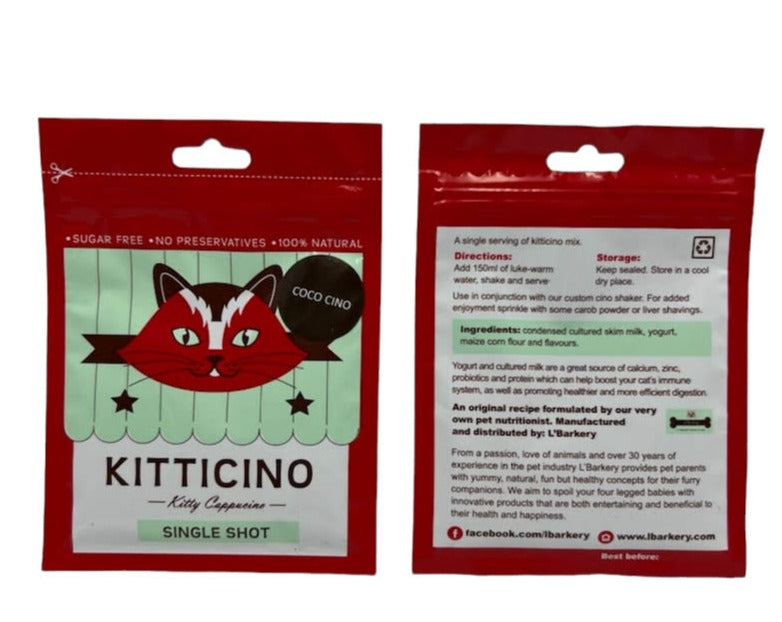 •SUGAR FREE •NO PRESERVATIVES •100% NATURAL
COCO CINO
KITTICINO
Kitty Cappucino
SINGLE SHOT
A single serving of kitticino mix.
Directions:
Add 150ml of luke-warm
water, shake and serve·
Storage:
Keep sealed. Store in a cool
dry place.
Use in conjunction with our custom cino shaker. For added
enjoyment sprinkle with some carob powder or liver shavings.
Ingredients: condensed cultured skim milk, yogurt,
maize corn flour and flavours.
Yogurt and cultured milk are a great source of calcium, zinc,
probiotics and protein which can help boost your cat's immune
system, as well as promoting healthier and more efficient digestion.
An original recipe formulated by our very
own pet nutritionist. Manufactured
and distributed by: L'Barkery
From a passion, love of animals and over 30 years of
experience in the pet industry L'Barkery provides pet parents
with yummy, natural, fun but healthy concepts for their furry
companions. We aim to spoil your four legged babies with
innovative products that are both entertaining and beneficial to
their health and happiness.
facebook.com/lbarkery www.lbarkery.com
Best before: